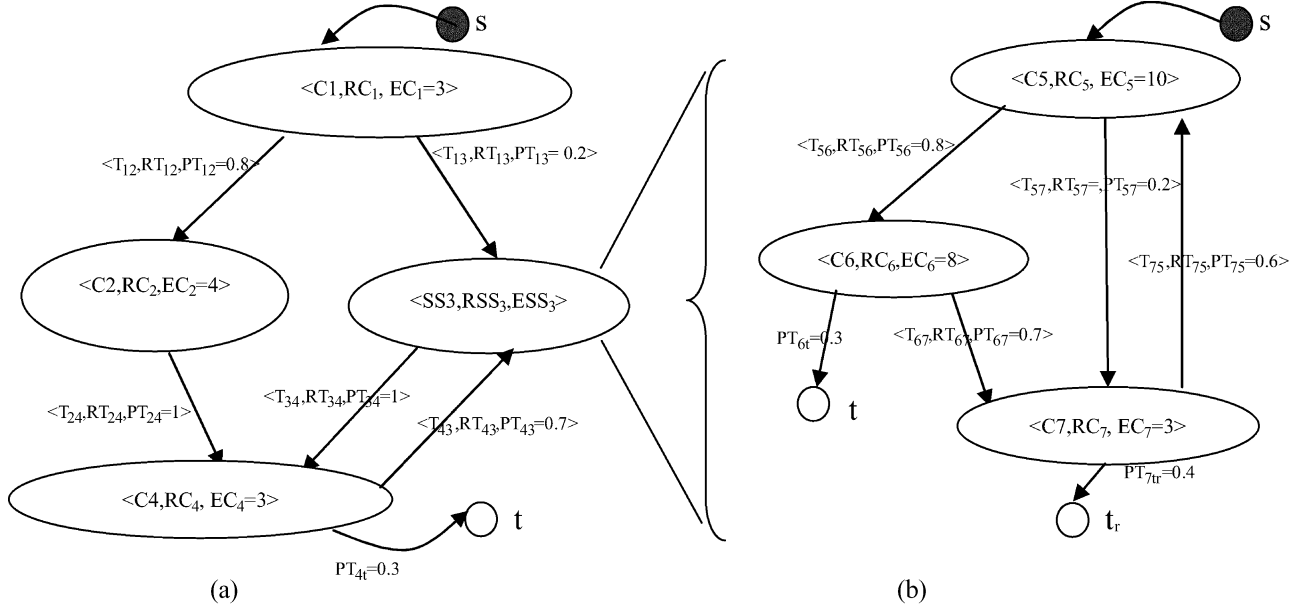 s
<C1,RC1, EC1=3>
<T12,RT12,PT12=0.8>
<T13,RT13,PT13= 0.2>
<C2,RC2,EC2=4>
<SS3,RSS3,ESS3>
<T24,RT24,PT24=1>
<T34,RT34,PT34=1>
<T43,RT43,PT43=0.7>
<C4,RC4, EC4=3>
t
PT4t=0.3
(a)
s
<C5,RC5, EC5=10>
<T56,RT56,PT56=0.8>
<T57,RT57=,PT57=0.2>
<C6,RC6,EC6=8>
<T75,RT75,PT75=0.6>
PT6t=0.3
<T67,RT67,PT67=0.7>
t
<C7,RC7, EC7=3>
PT7tr=0.4
tr
(b)